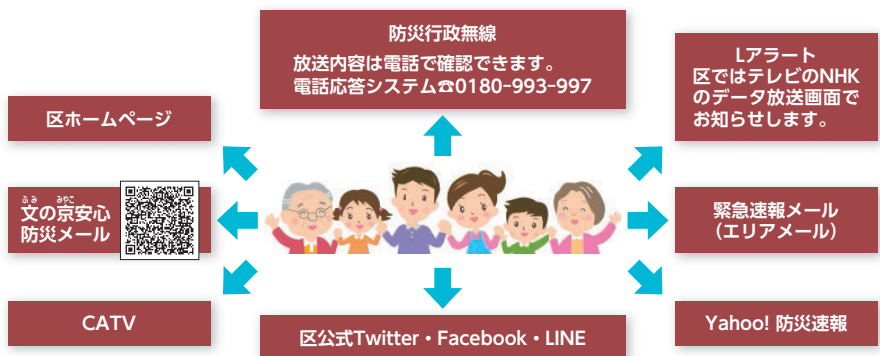 防災行政無線
放送内容は電話で確認できます。
電話応答システム☎0180-993-997
Lアラート
区ではテレビのNHK
のデータ放送画面で
お知らせします。
区ホームページ
ふみ みやこ
文の京安心
防災メール
緊急速報メール
（エリアメール）
CATV
区公式Twitter・Facebook・LINE
Yahoo! 防災速報